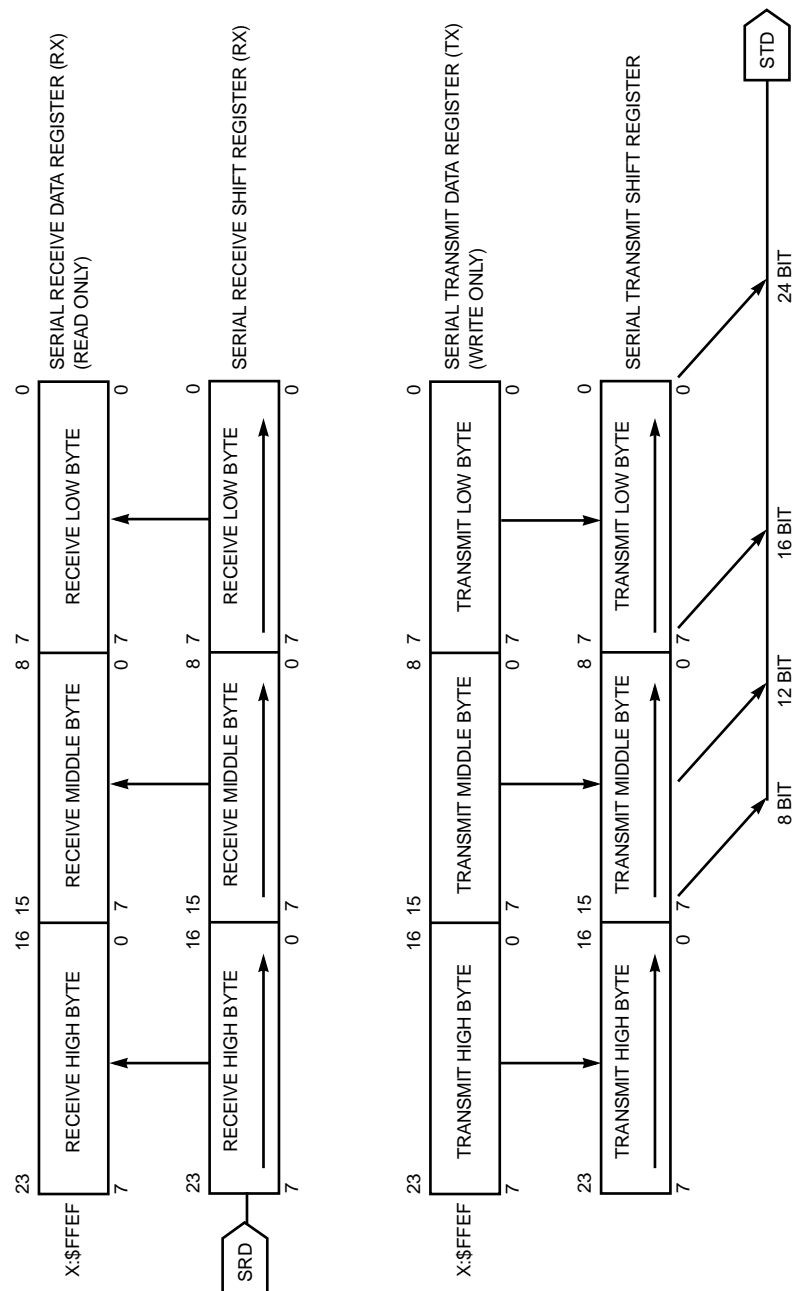 23 16 15 8 7 0
X:$FFEF
RECEIVE HIGH BYTE
RECEIVE MIDDLE BYTE
RECEIVE LOW BYTE
SERIAL RECEIVE DATA REGISTER (RX)
(READ ONLY)
7 0 7 0 7 0
23 16 15 8 7 0
SRD
RECEIVE HIGH BYTE
RECEIVE MIDDLE BYTE
RECEIVE LOW BYTE
SERIAL RECEIVE SHIFT REGISTER (RX)
7 0 7 0 7 0
23 16 15 8 7 0
X:$FFEF
TRANSMIT HIGH BYTE
TRANSMIT MIDDLE BYTE
TRANSMIT LOW BYTE
SERIAL TRANSMIT DATA REGISTER (TX)
(WRITE ONLY)
7 0 7 0 7 0
23 16 15 8 7 0
TRANSMIT HIGH BYTE
TRANSMIT MIDDLE BYTE
TRANSMIT LOW BYTE
SERIAL TRANSMIT SHIFT REGISTER
7 0 7 0 7 0
STD
8 BIT
12 BIT
16 BIT
24 BIT